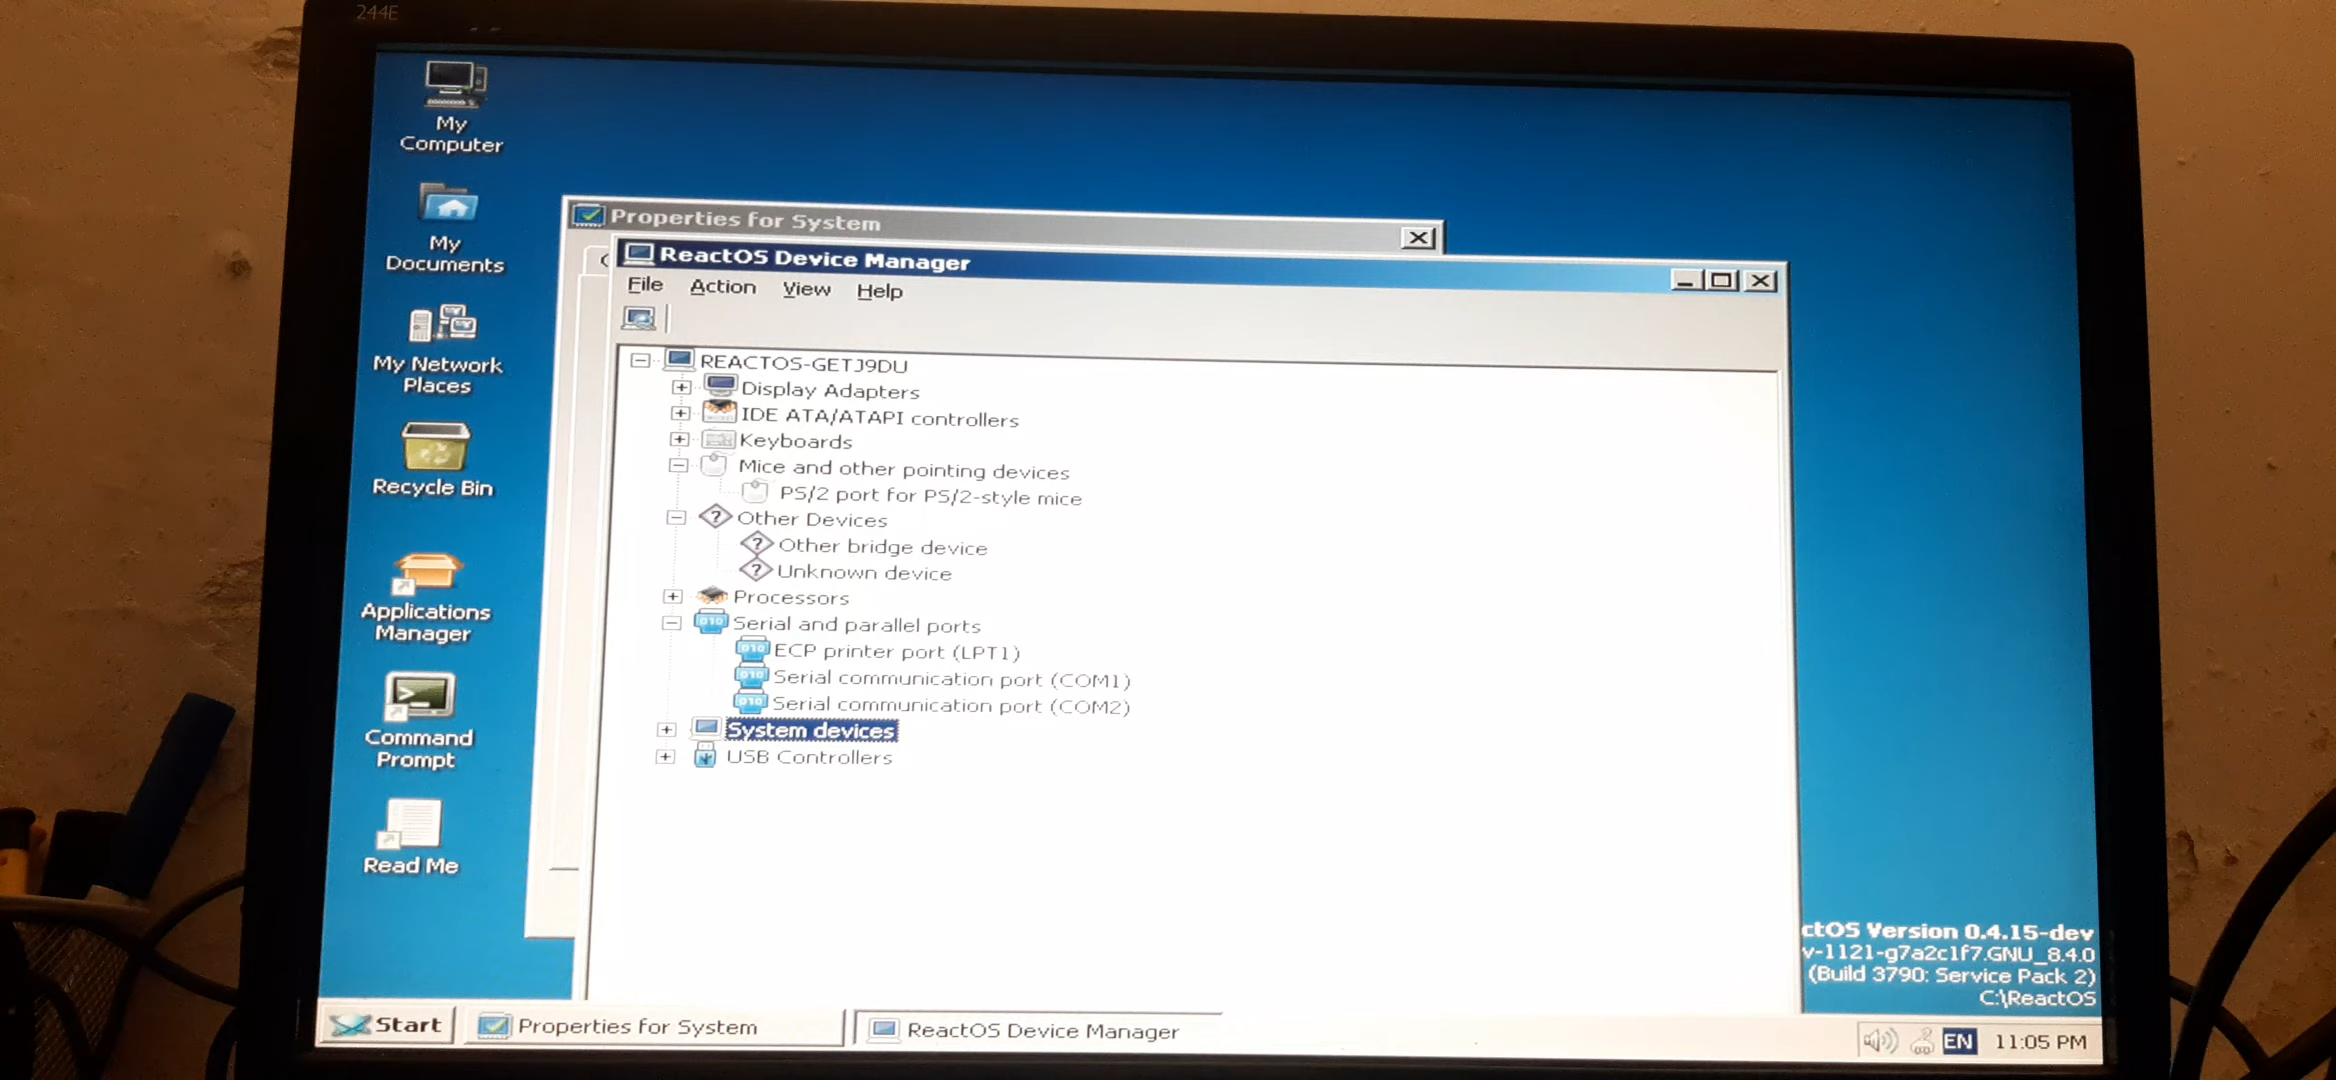 244E
My
Computer
My
Documents
My Network
Places
Recycle Bin
Applications
Manager
Command
Prompt
Read Me
Properties for System
ReactOS Device Manager
File Action View Help
REACTOS-GETJ9DU
Display Adapters
IDE ATA/ATAPI controllers
Keyboards
Mice and other pointing devices
PS/2 port for PS/2-style mice
Other Devices
Other bridge device
Unknown device
Processors
Serial and parallel ports
ECP printer port (LPT1)
Serial communication port (COM1)
Serial communication port (COM2)
System devices
USB Controllers
ctOS Version 0.4.15-dev
v-1121-g7a2c1f7.GNU_8.4.0
(Build 3790: Service Pack 2)
C:\ReactOS
Start Properties for System ReactOS Device Manager EN 11:05 PM